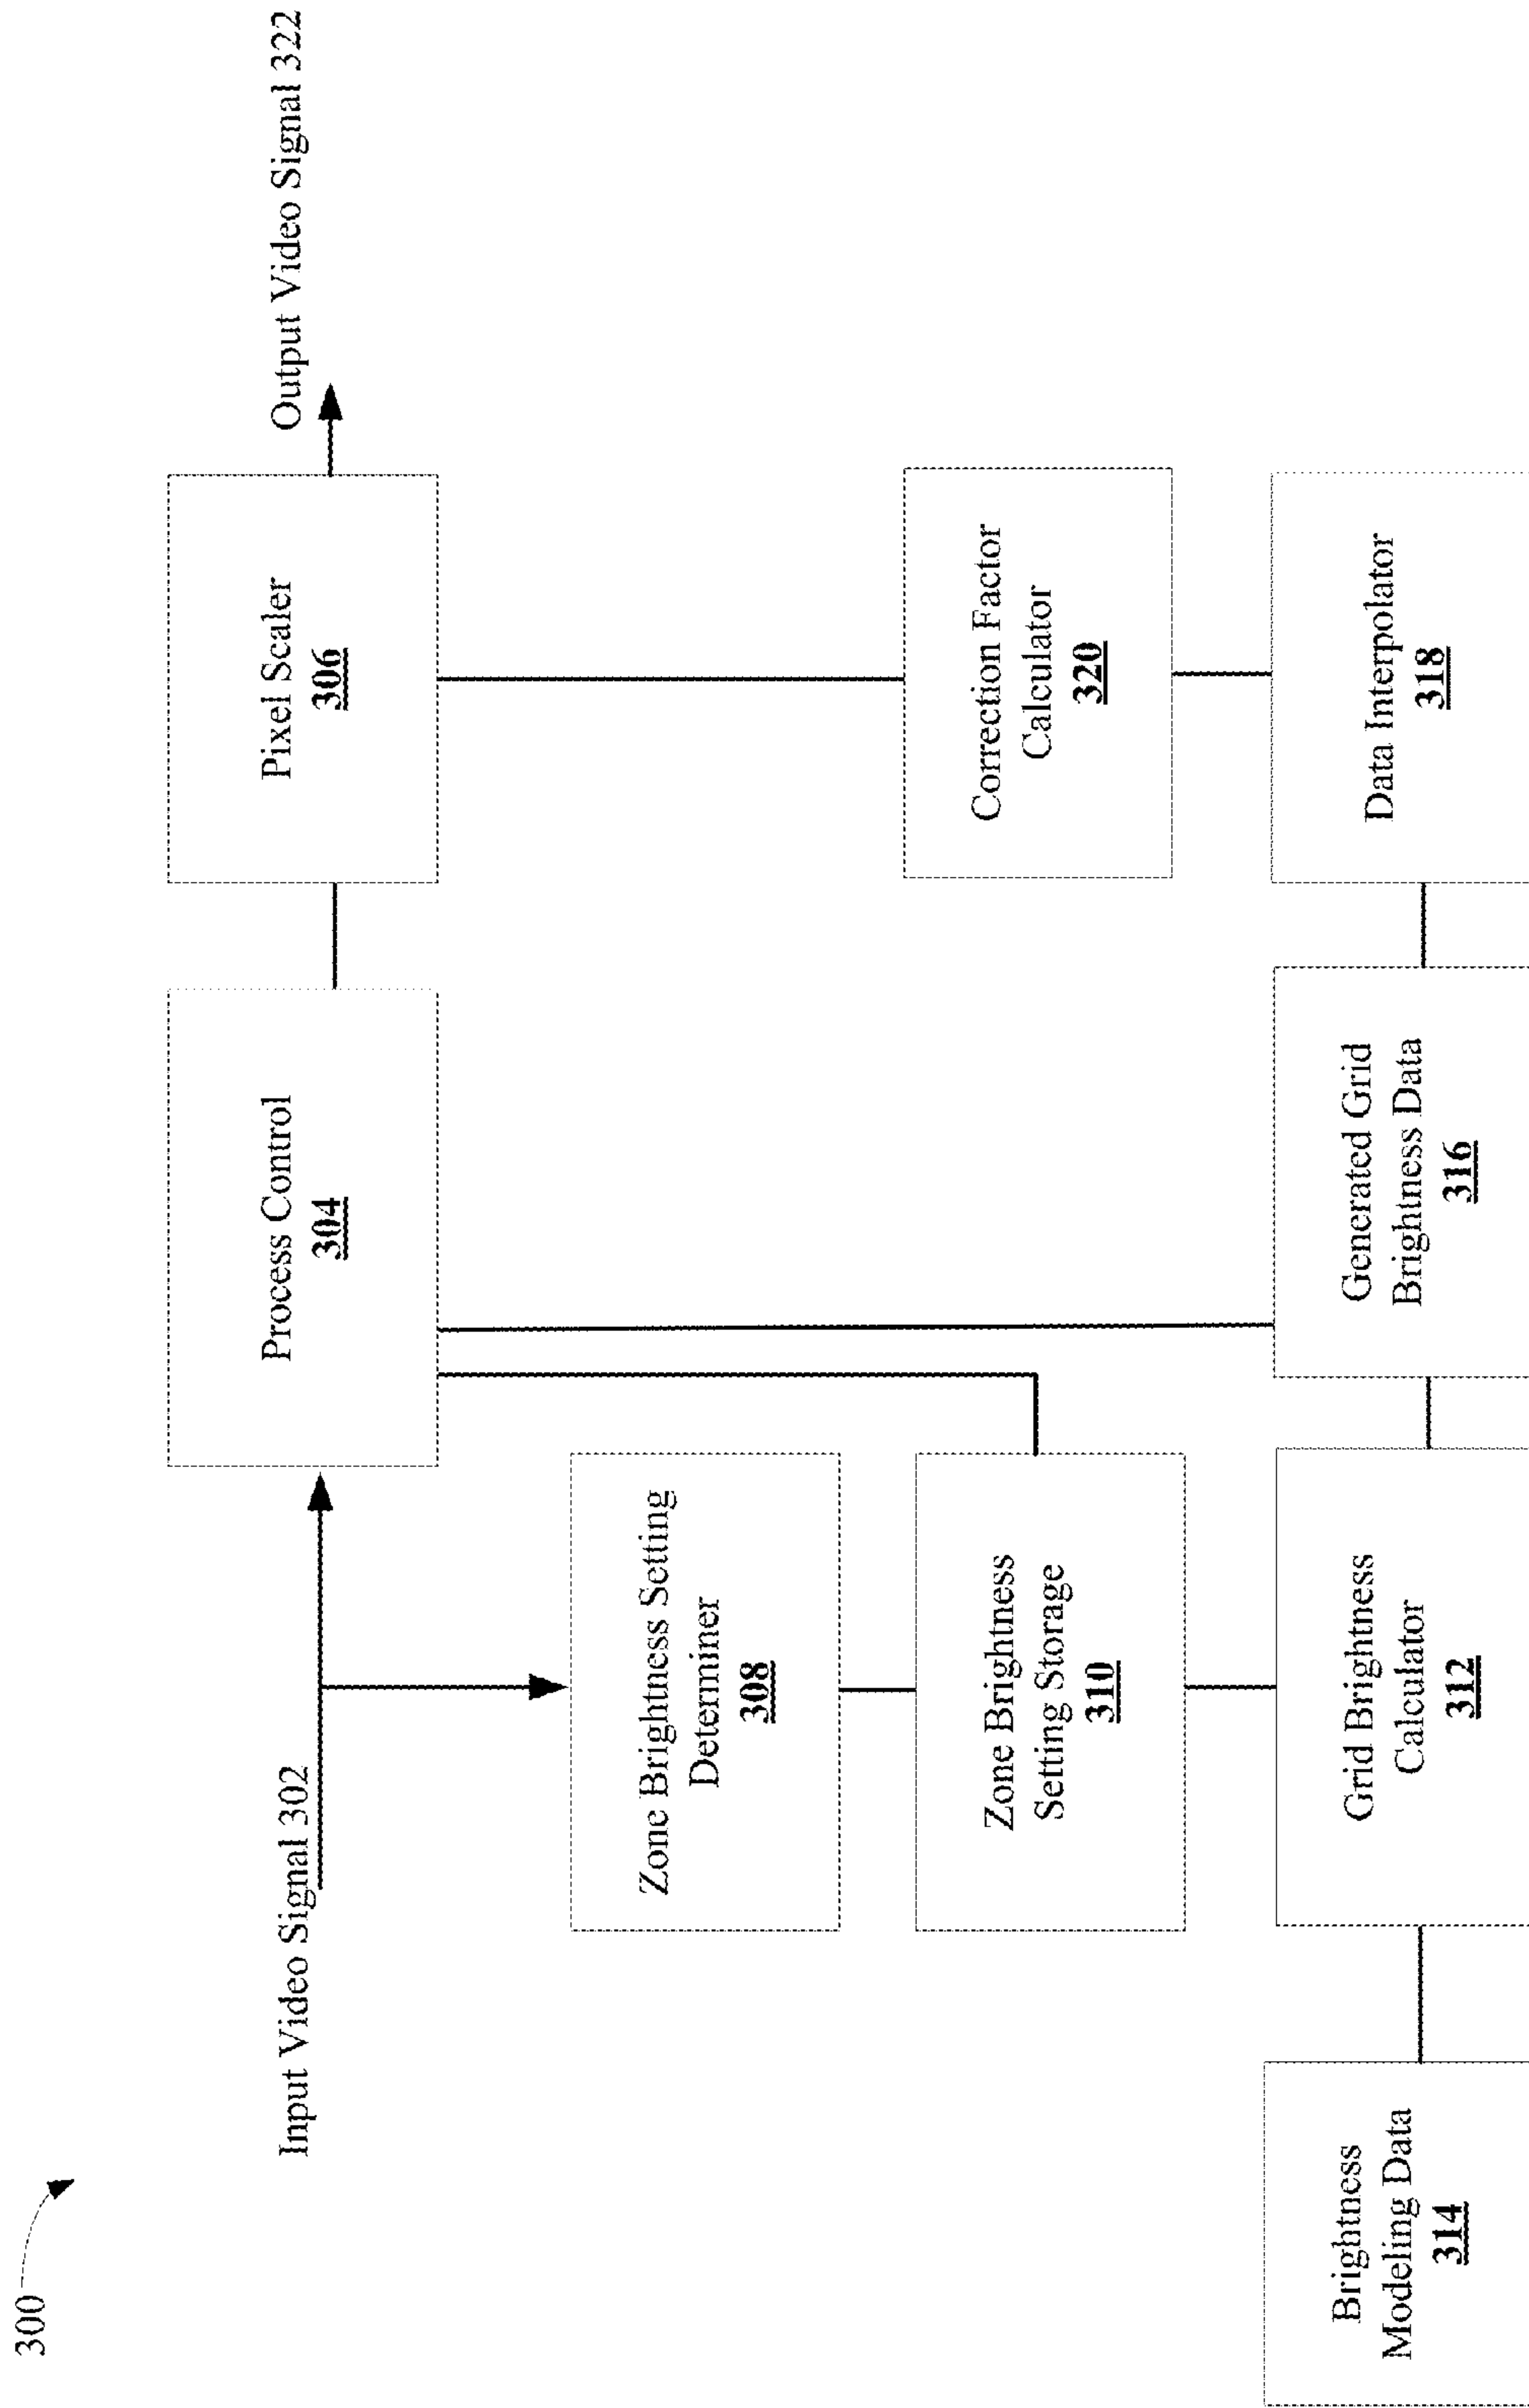 300
Input Video Signal 302
Output Video Signal 322
Process Control
304
Pixel Scaler
306
Zone Brightness Setting
Determiner
308
Zone Brightness
Setting Storage
310
Correction Factor
Calculator
320
Brightness
Modeling Data
314
Grid Brightness
Calculator
312
Generated Grid
Brightness Data
316
Data Interpolator
318